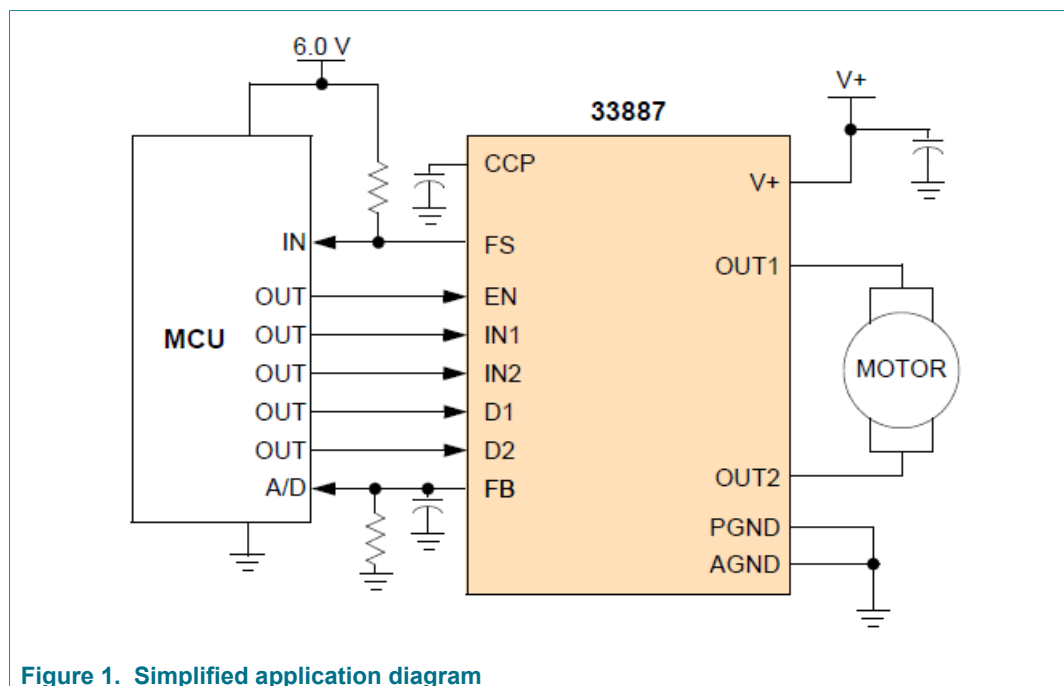 6.0 V
V+
33887
CCP
V+
IN
FS
OUT1
OUT
EN
MCU
OUT
IN1
OUT
IN2
MOTOR
OUT
D1
OUT
D2
A/D
FB
OUT2
PGND
AGND
Figure 1. Simplified application diagram